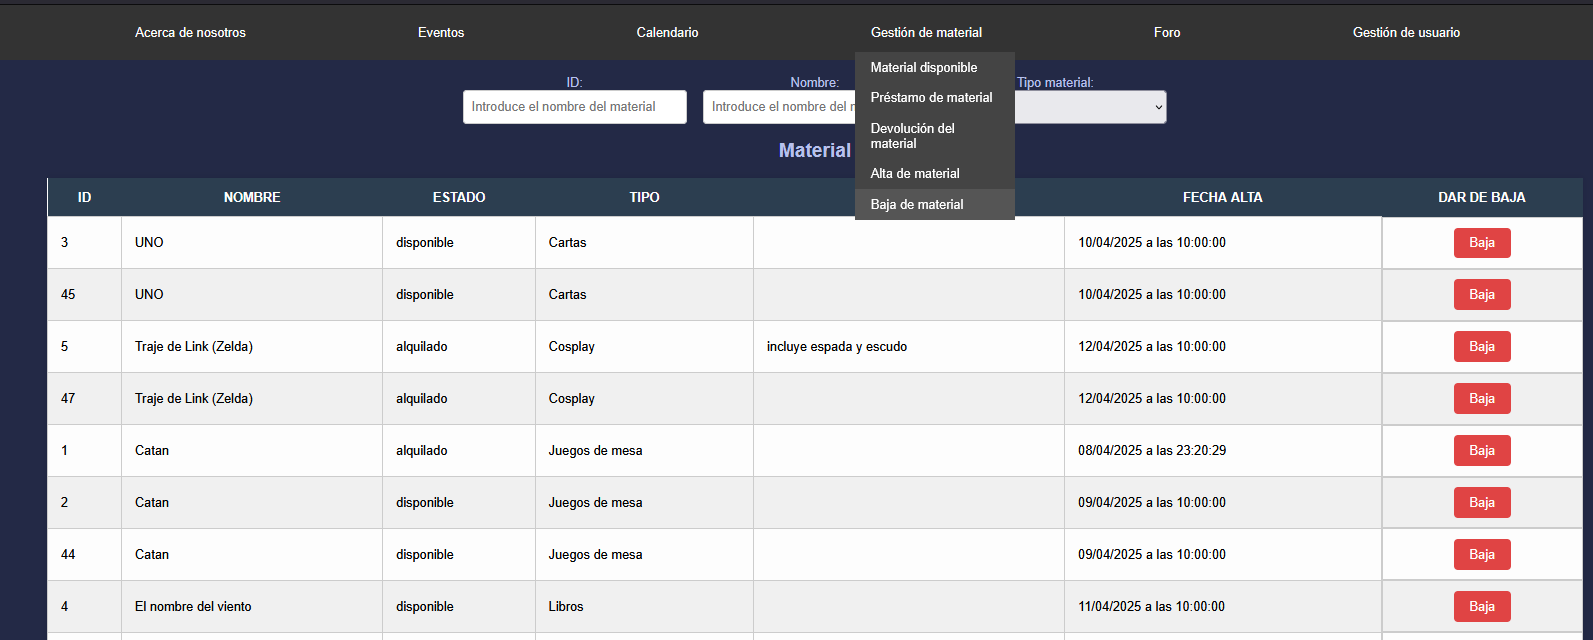 Acerca de nosotros Eventos Calendario Gestión de material Foro Gestión de usuario
Material disponible
Préstamo de material
Devolución del
material
Alta de material
Baja de material
ID: Nombre: Tipo material:
Introduce el nombre del material Introduce el nombre del
Material
ID NOMBRE ESTADO TIPO FECHA ALTA DAR DE BAJA
3 UNO disponible Cartas 10/04/2025 a las 10:00:00 Baja
45 UNO disponible Cartas 10/04/2025 a las 10:00:00 Baja
5 Traje de Link (Zelda) alquilado Cosplay incluye espada y escudo 12/04/2025 a las 10:00:00 Baja
47 Traje de Link (Zelda) alquilado Cosplay 12/04/2025 a las 10:00:00 Baja
1 Catan alquilado Juegos de mesa 08/04/2025 a las 23:20:29 Baja
2 Catan disponible Juegos de mesa 09/04/2025 a las 10:00:00 Baja
44 Catan disponible Juegos de mesa 09/04/2025 a las 10:00:00 Baja
4 El nombre del viento disponible Libros 11/04/2025 a las 10:00:00 Baja